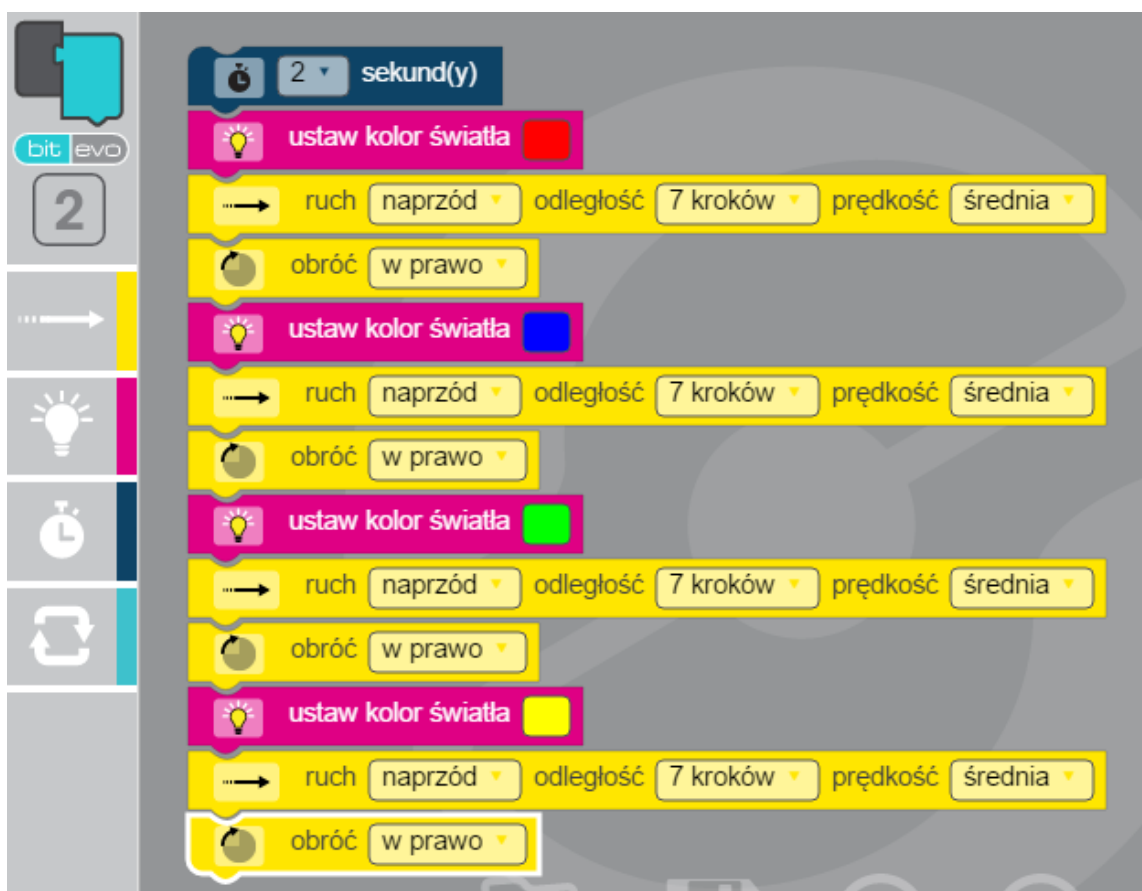 bit evo
2
2 sekund(y)
ustaw kolor światła
ruch naprzód odległość 7 kroków prędkość średnia
obróć w prawo
ustaw kolor światła
ruch naprzód odległość 7 kroków prędkość średnia
obróć w prawo
ustaw kolor światła
ruch naprzód odległość 7 kroków prędkość średnia
obróć w prawo
ustaw kolor światła
ruch naprzód odległość 7 kroków prędkość średnia
obróć w prawo